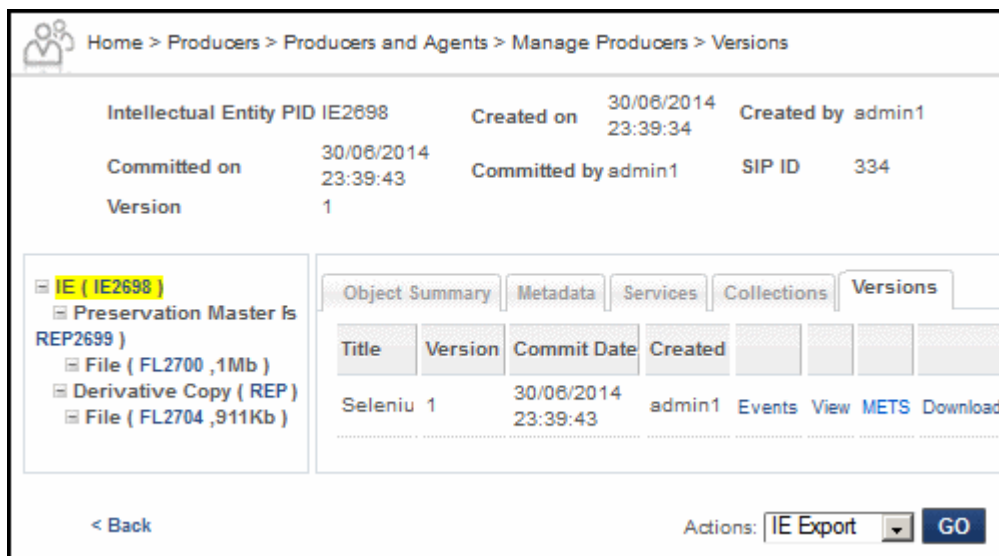 Home > Producers > Producers and Agents > Manage Producers > Versions
Intellectual Entity PID IE2698 Created on 30/06/2014 23:39:34 Created by admin1
Committed on 30/06/2014 23:39:43 Committed by admin1 SIP ID 334
Version 1
IE ( IE2698 )
Preservation Master Is
REP2699 )
File ( FL2700 ,1Mb )
Derivative Copy ( REP )
File ( FL2704 ,911Kb )
Object Summary Metadata Services Collections Versions
Title Version Commit Date Created
Seleniu 1 30/06/2014 23:39:43 admin1 Events View METS Download
< Back
Actions: IE Export GO